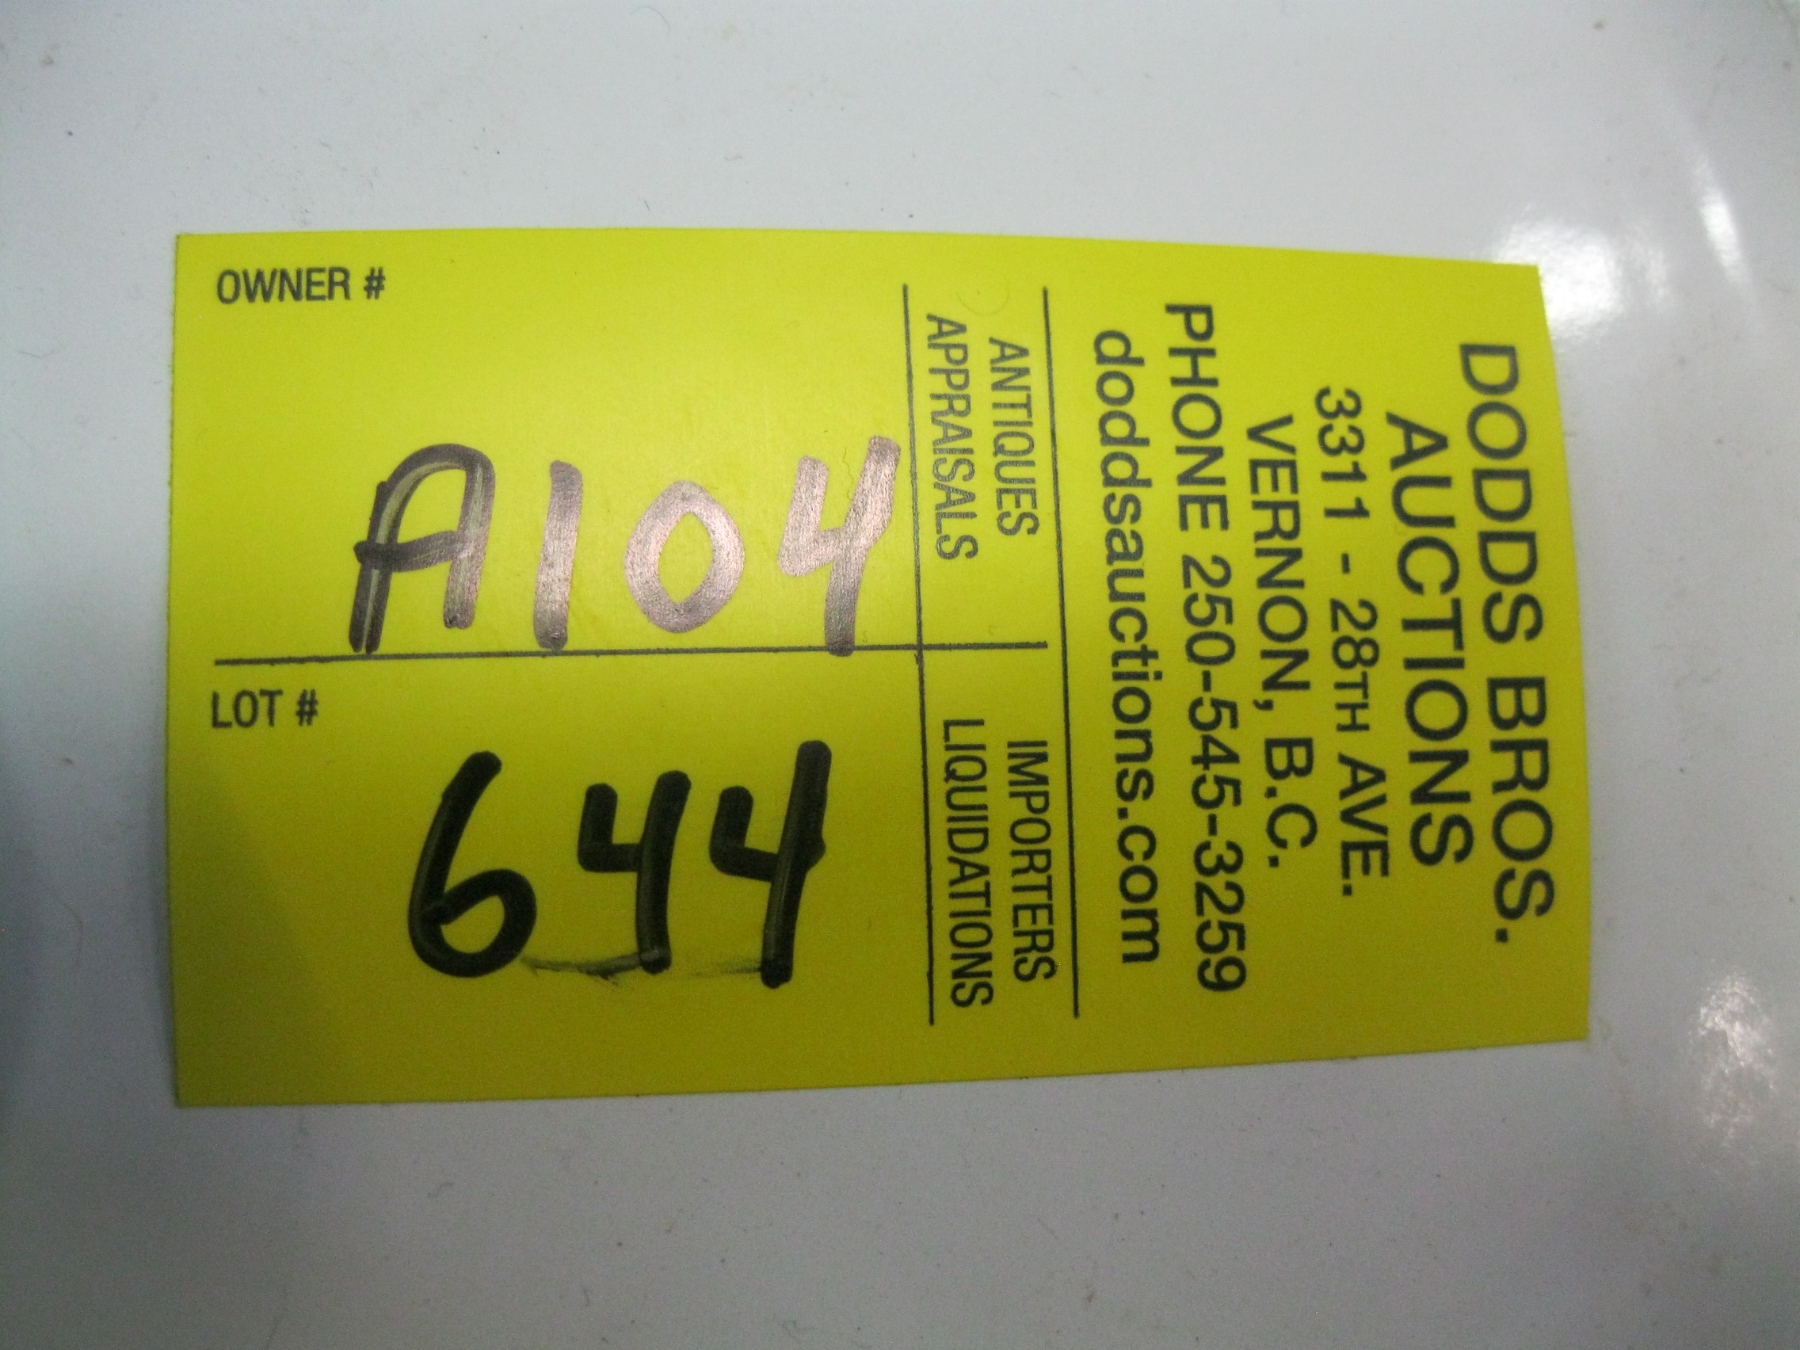 OWNER #
A104
LOT #
644
DODDS BROS.
AUCTIONS
3311 - 28TH AVE.
VERNON, B.C.
PHONE 250-545-3259
doddsauctions.com
ANTIQUES IMPORTERS
APPRAISALS LIQUIDATIONS